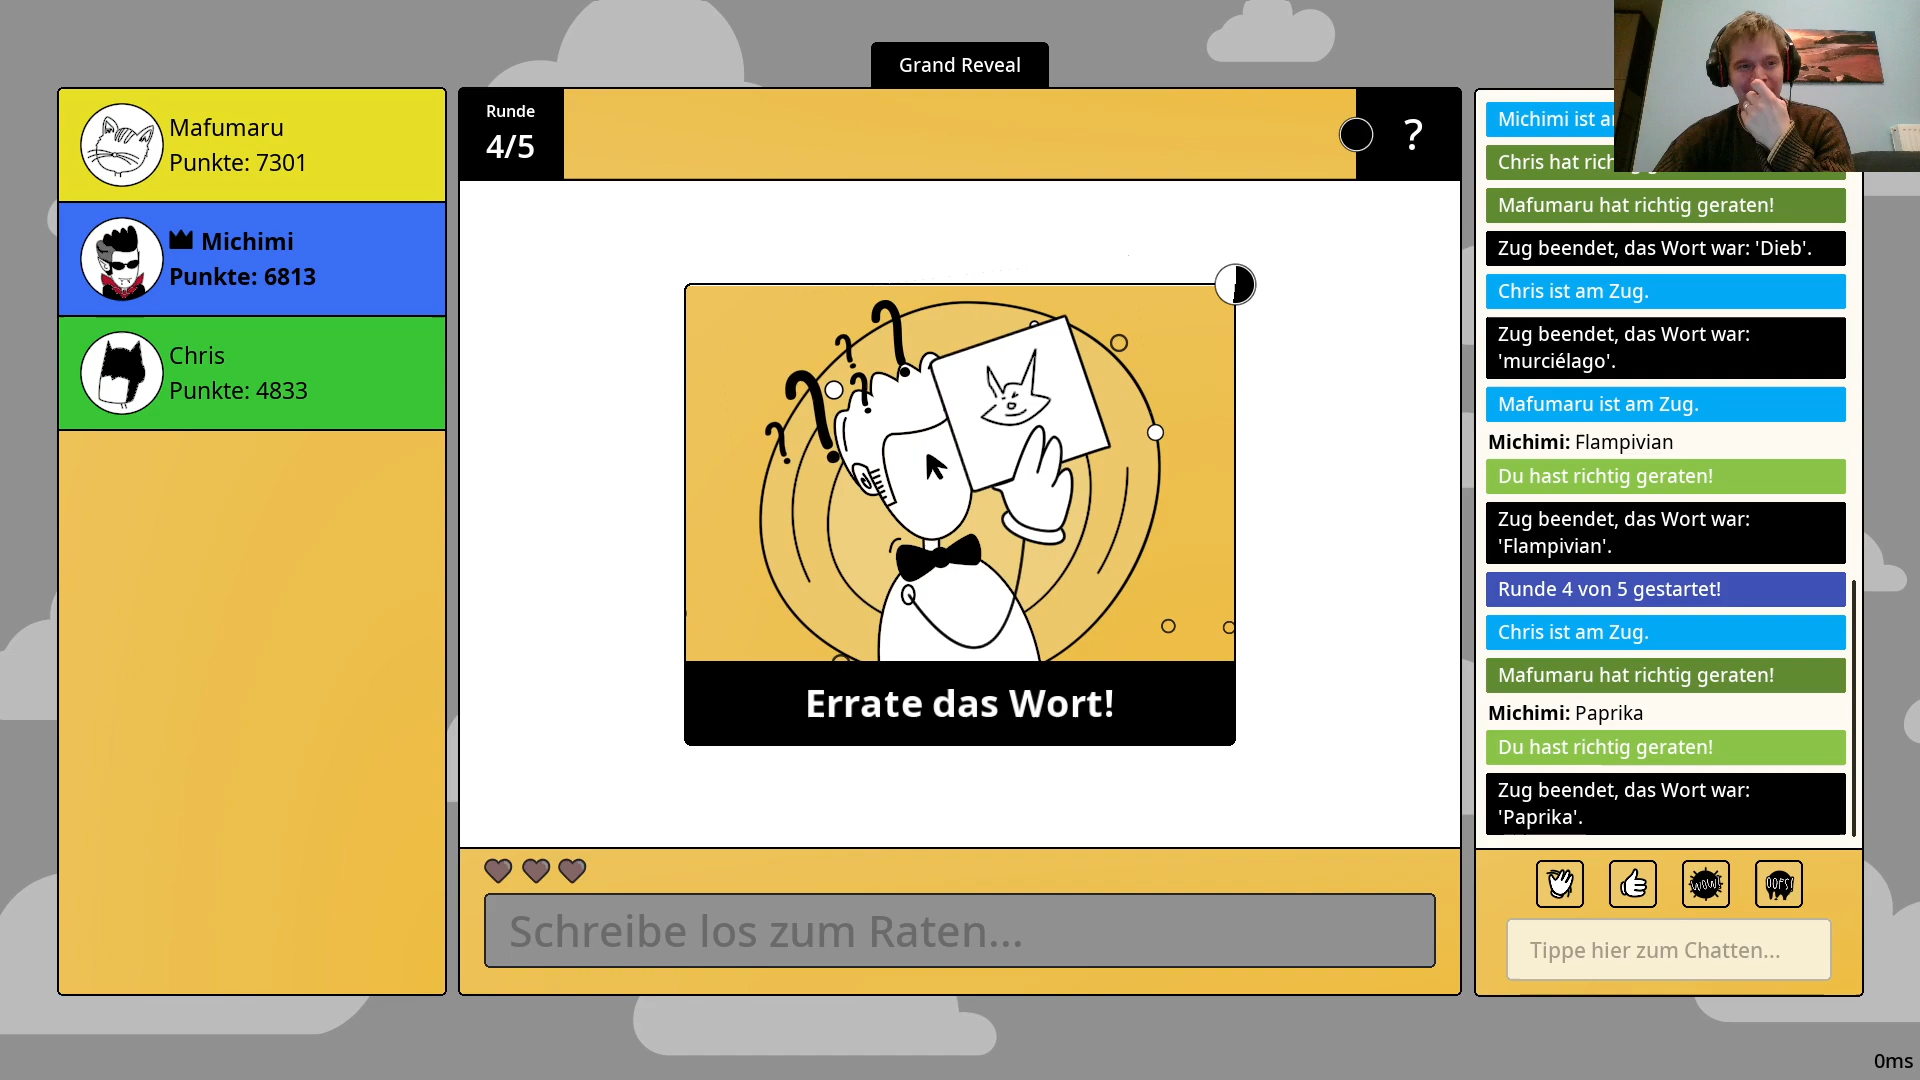 Grand Reveal
Mafumaru
Punkte: 7301
Michimi
Punkte: 6813
Chris
Punkte: 4833
Runde
4/5
?
Errate das Wort!
Schreibe los zum Raten...
Michimi ist
Chris hat
Mafumaru hat richtig geraten!
Zug beendet, das Wort war: 'Dieb'.
Chris ist am Zug.
Zug beendet, das Wort war:
'murciélago'.
Mafumaru ist am Zug.
Michimi: Flampivian
Du hast richtig geraten!
Zug beendet, das Wort war:
'Flampivian'.
Runde 4 von 5 gestartet!
Chris ist am Zug.
Mafumaru hat richtig geraten!
Michimi: Paprika
Du hast richtig geraten!
Zug beendet, das Wort war:
'Paprika'.
WOW!
OOPS!
Tippe hier zum Chatten...
0ms